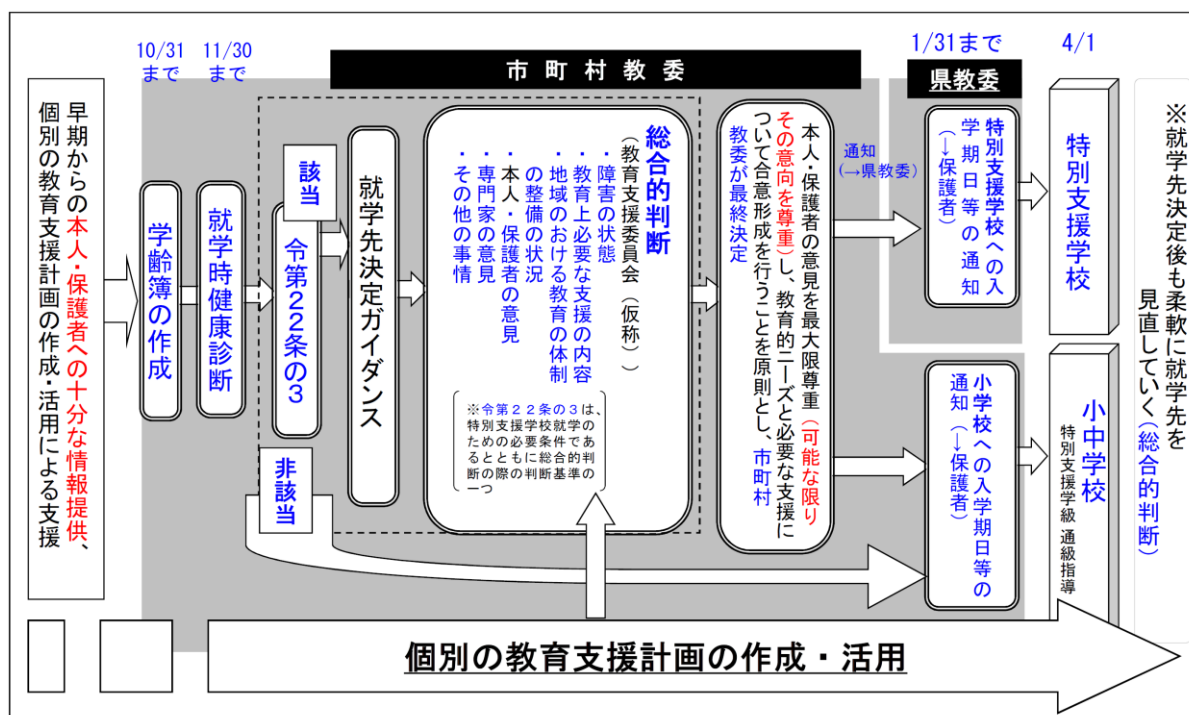 10/31
まで
11/30
まで
市町村教委
1/31まで
県教委
4/1
早期からの本人・保護者への十分な情報提供、
個別の教育支援計画の作成・活用による支援
学齢簿の作成
就学時健康診断
該当
令第22条の3
非該当
就学先決定ガイダンス
総合的判断
(教育支援委員会(仮称))
・障害の状態
・教育上必要な支援の内容
・地域のおける教育の体制
の整備の状況
・本人・保護者の意見
・専門家の意見
・その他の事情
※令第22条の3は、
特別支援学校就学の
ための必要条件であ
るとともに総合的判
断の際の判断基準の
一つ
本人・保護者の意見を最大限尊重(可能な限り
その意向を尊重)し、教育的ニーズと必要な支援に
ついて合意形成を行うことを原則とし、市町村
教委が最終決定
通知
(→県教委)
特別支援学校への入
学期日等の通知
(→保護者)
小学校への入学期日等の
通知(→保護者)
特別支援学校
小中学校
特別支援学級 通級指導
※就学先決定後も柔軟に就学先を
見直していく(総合的判断)
個別の教育支援計画の作成・活用